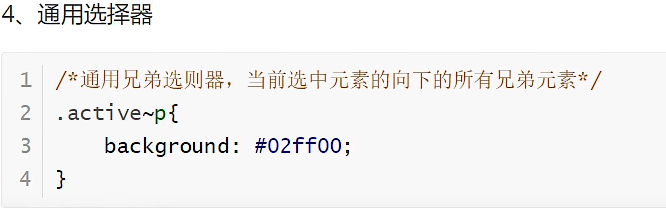 4、通用选择器
1 /*通用兄弟选则器，当前选中元素的向下的所有兄弟元素*/
2 .active~p{
3     background: #02ff00;
4 }